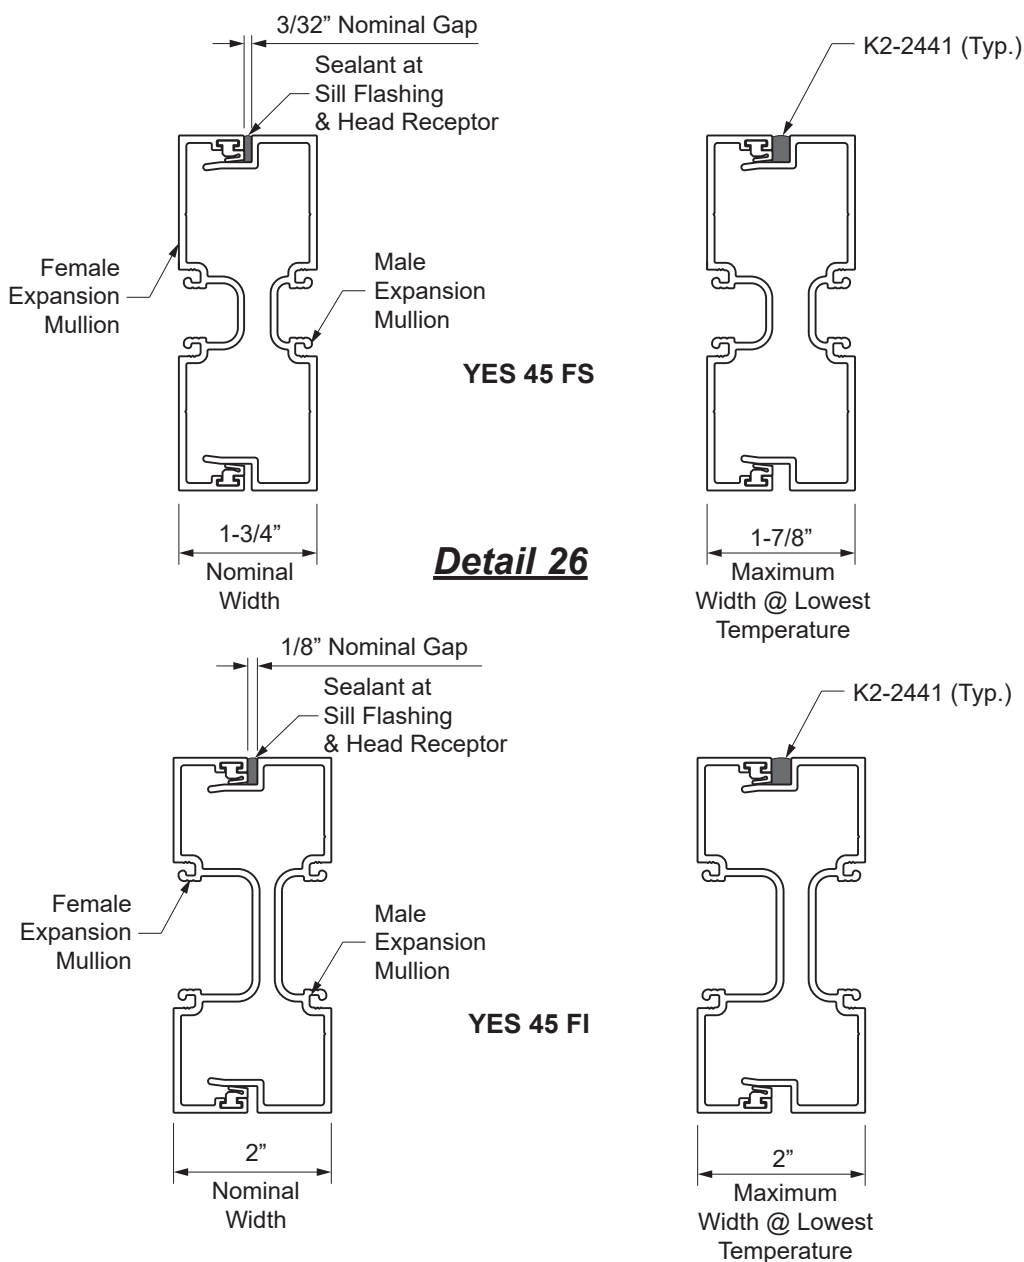 3/32” Nominal Gap
Sealant at
Sill Flashing
& Head Receptor
K2-2441 (Typ.)
Female
Expansion
Mullion
Male
Expansion
Mullion
YES 45 FS
1-3/4”
Nominal
Width
Detail 26
1-7/8”
Maximum
Width @ Lowest
Temperature
1/8” Nominal Gap
Sealant at
Sill Flashing
& Head Receptor
K2-2441 (Typ.)
Female
Expansion
Mullion
Male
Expansion
Mullion
YES 45 FI
2”
Nominal
Width
2”
Maximum
Width @ Lowest
Temperature